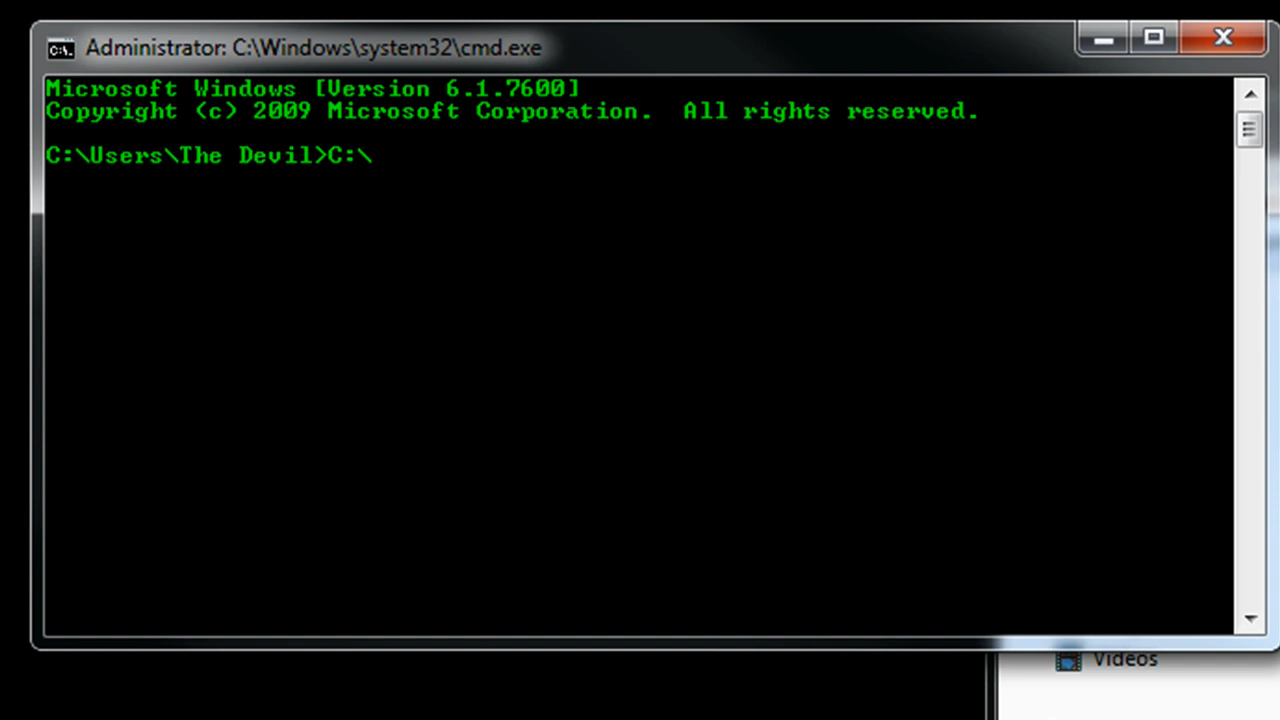 Administrator: C:\Windows\system32\cmd.exe
Microsoft Windows [Version 6.1.7600]
Copyright (c) 2009 Microsoft Corporation.  All rights reserved.
C:\Users\The Devil>C:\
Videos